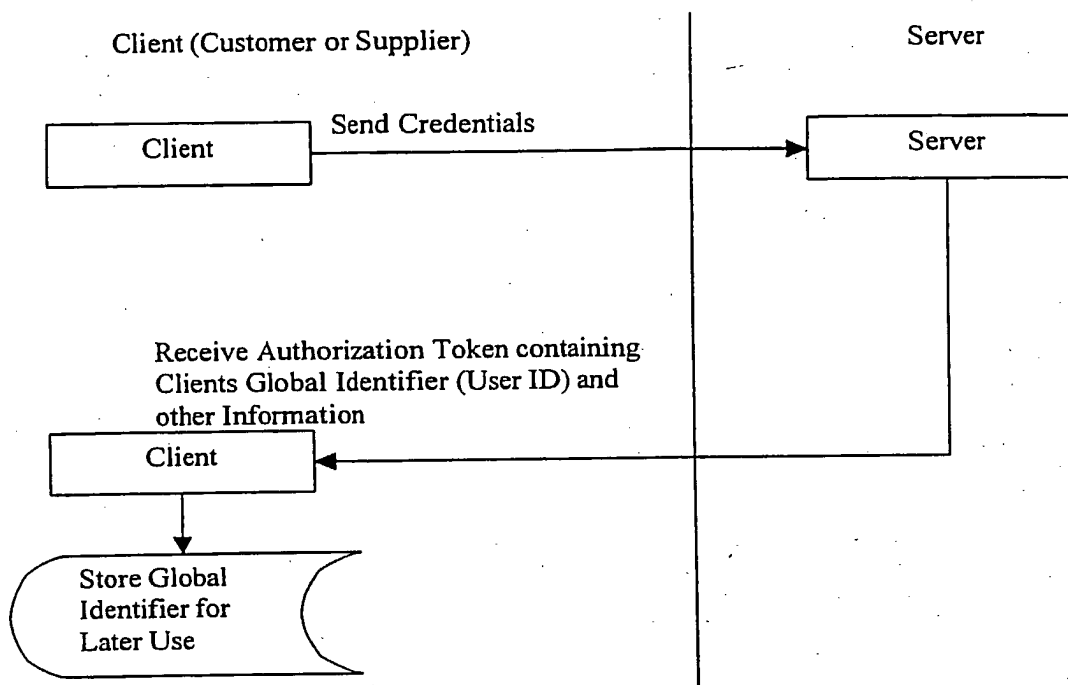 Client (Customer or Supplier)
Server
Send Credentials
Client
Server
Receive Authorization Token containing
Clients Global Identifier (User ID) and
other Information
Client
Store Global
Identifier for
Later Use